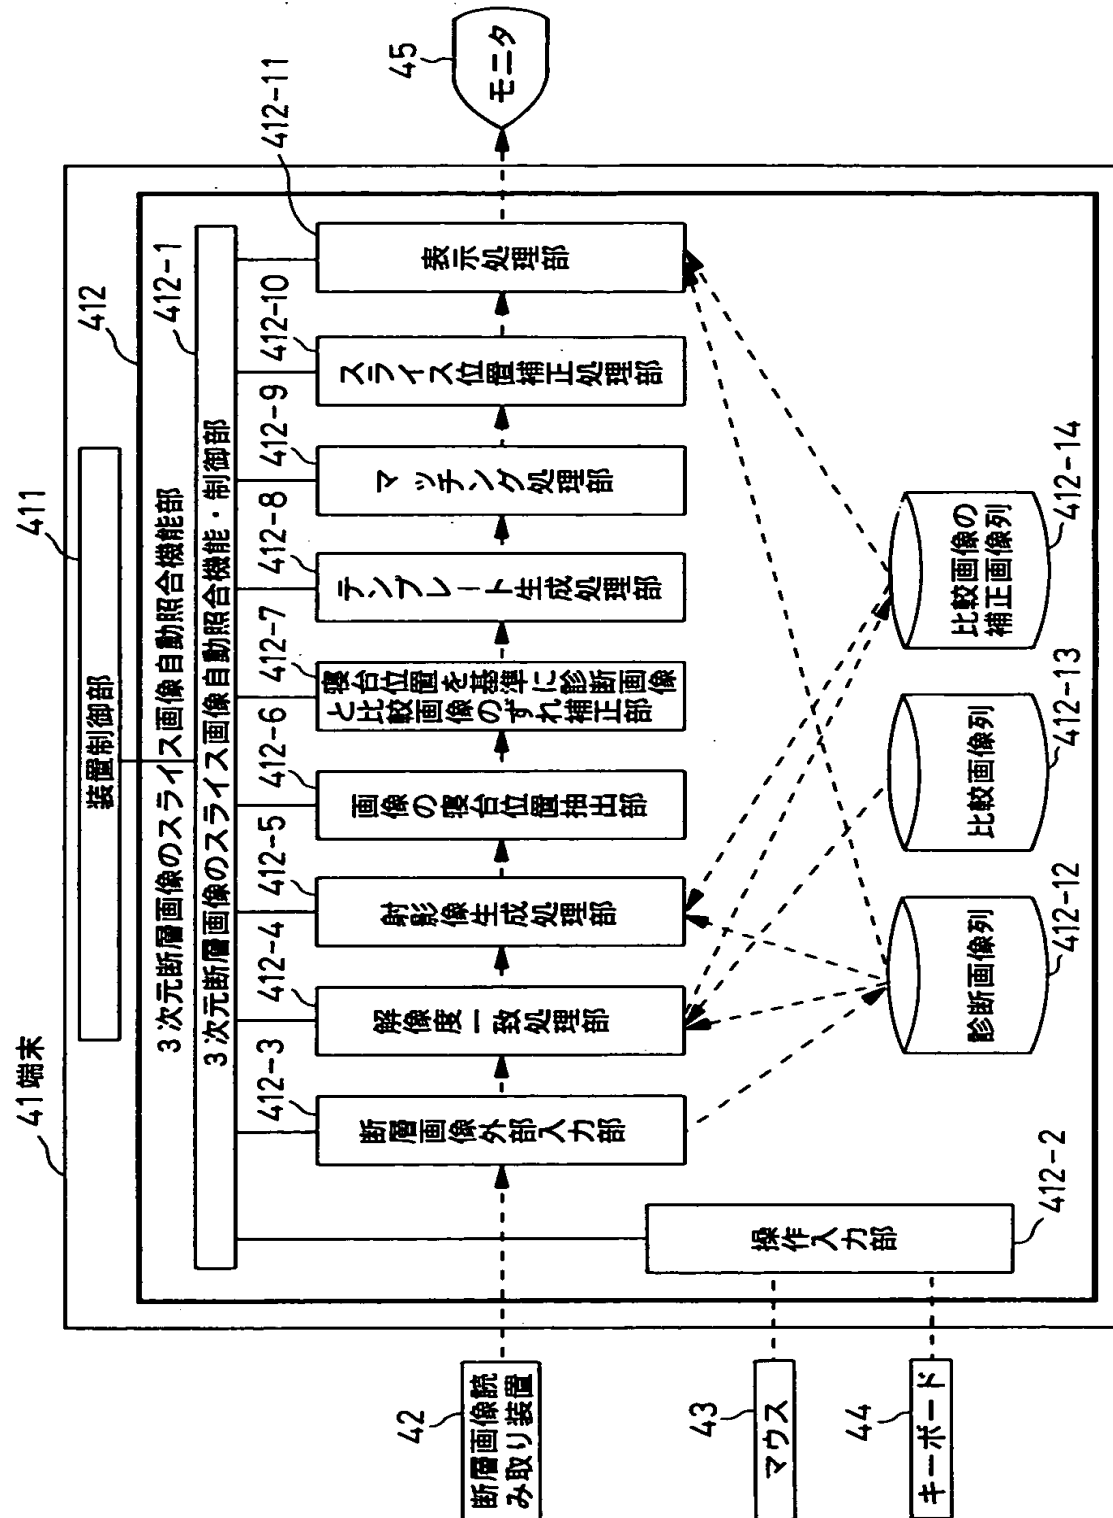 41端末
411
装置制御部
412
3次元断層画像のスライス画像自動照合機能部
412-1
3次元断層画像のスライス画像自動照合機能・制御部
412-3
断層画像外部入力部
412-4
解像度一致処理部
412-5
射影像生成処理部
412-6
画像の寝台位置抽出部
412-7
寝台位置を基準に診断画像
と比較画像のずれ補正部
412-8
テンプレート生成処理部
412-9
マッチング処理部
412-10
スライス位置補正処理部
412-11
表示処理部
45
モニタ
42
断層画像読
み取り装置
43
マウス
44
キーボード
操作入力部
412-2
診断画像列
412-12
比較画像列
412-13
比較画像の
補正画像列
412-14